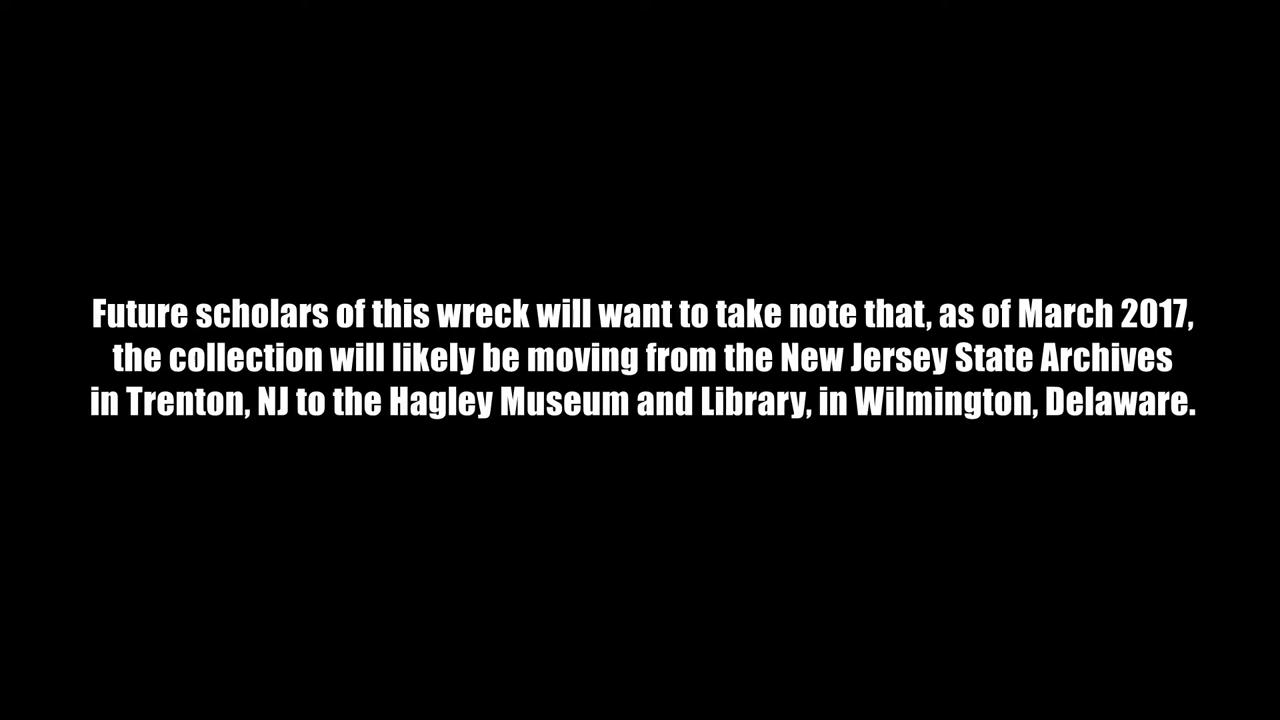 Future scholars of this wreck will want to take note that, as of March 2017,
the collection will likely be moving from the New Jersey State Archives
in Trenton, NJ to the Hagley Museum and Library, in Wilmington, Delaware.